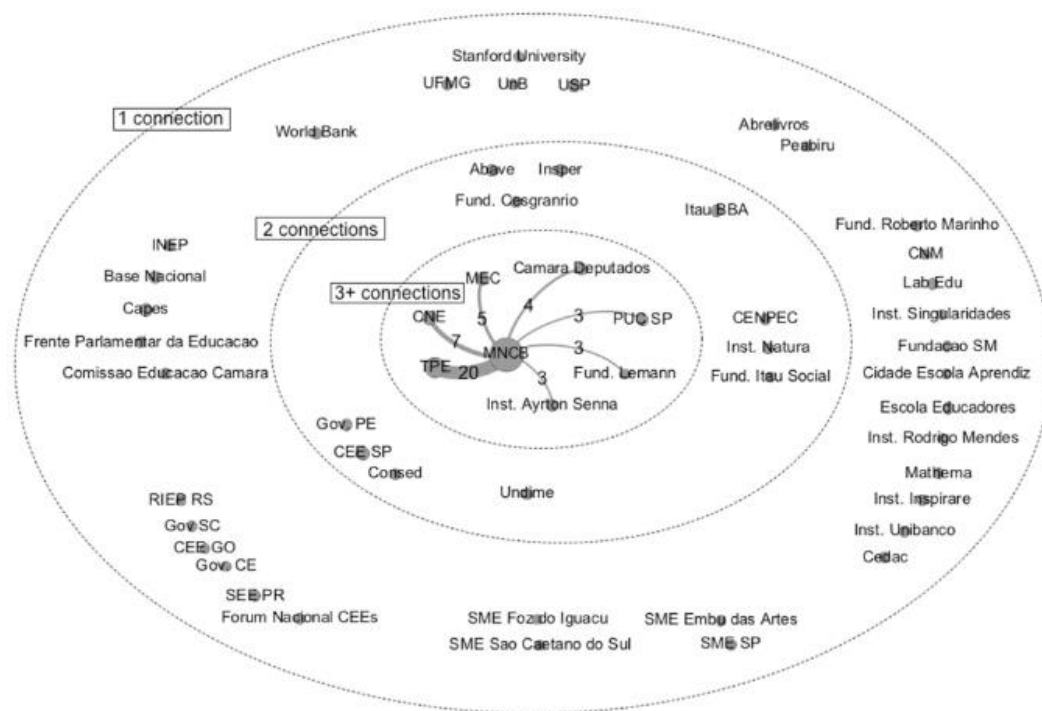 Stanford University
UFMG
UnB
USP
1 connection
World Bank
Abrelivros
Peabiru
Abave
Insper
Fund. Cesgranrio
Itau BBA
2 connections
Fund. Roberto Marinho
INEP
CNM
MEC
Camara Deputados
Base Nacional
Lab Edu
3+ connections
Capes
CNE
4
5
3
PUC SP
CENPEC
Inst. Singularidades
Frente Parlamentar da Educacao
7
MNCB
3
Inst. Natura
Fundacao SM
TPE
20
3
Fund. Lemann
Fund. Itau Social
Comissao Educacao Camara
Cidade Escola Aprendiz
Inst. Ayrton Senna
Escola Educadores
Gov. PE
Inst. Rodrigo Mendes
CEE SP
Consed
Mathema
Undime
RIEP RS
Inst. Inspirare
Gov SC
Inst. Unibanco
CEE GO
Cedac
Gov. CE
SEE PR
Forum Nacional CEEs
SME Foz do Iguacu
SME Embu das Artes
SME Sao Caetano do Sul
SME SP